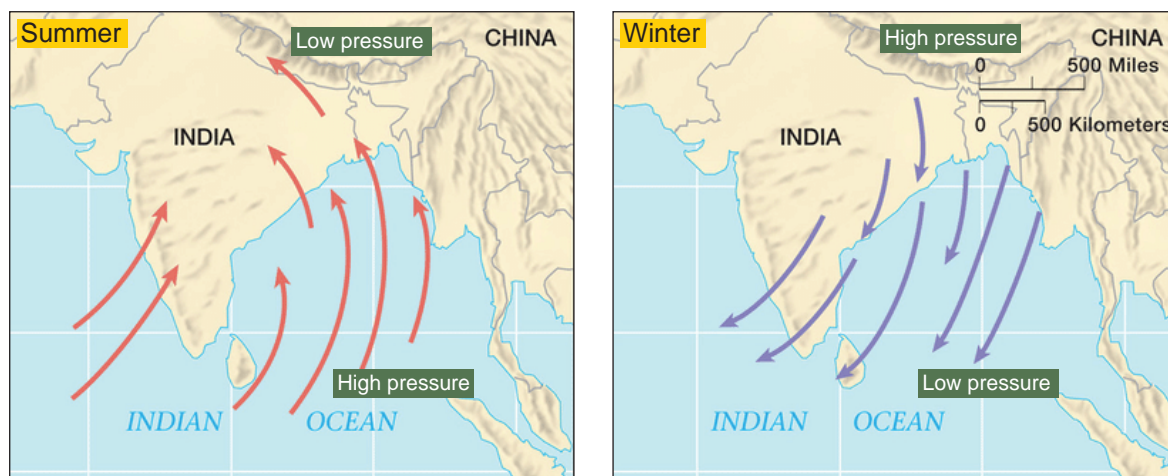 Summer
Low pressure
CHINA
INDIA
High pressure
INDIAN OCEAN
Winter
High pressure
CHINA
0 500 Miles
0 500 Kilometers
INDIA
Low pressure
INDIAN OCEAN